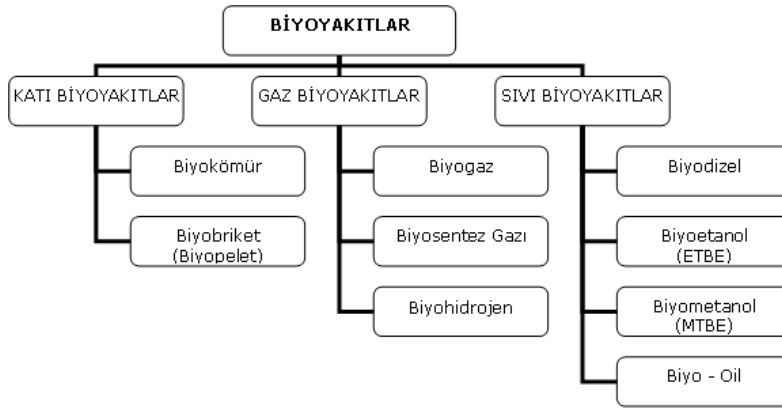 BİYOYAKITLAR
KATI BİYOYAKITLAR
GAZ BİYOYAKITLAR
SIVI BİYOYAKITLAR
Biyokömür
Biyogaz
Biyodizel
Biyobriket
(Biyopelet)
Biyosentez Gazı
Biyoetanol
(ETBE)
Biyohidrojen
Biyometanol
(MTBE)
Biyo - Oil